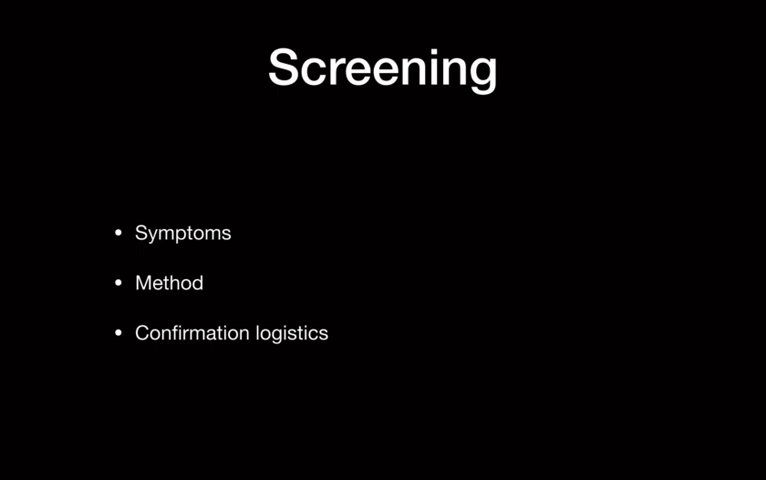 Screening
• Symptoms
• Method
• Confirmation logistics